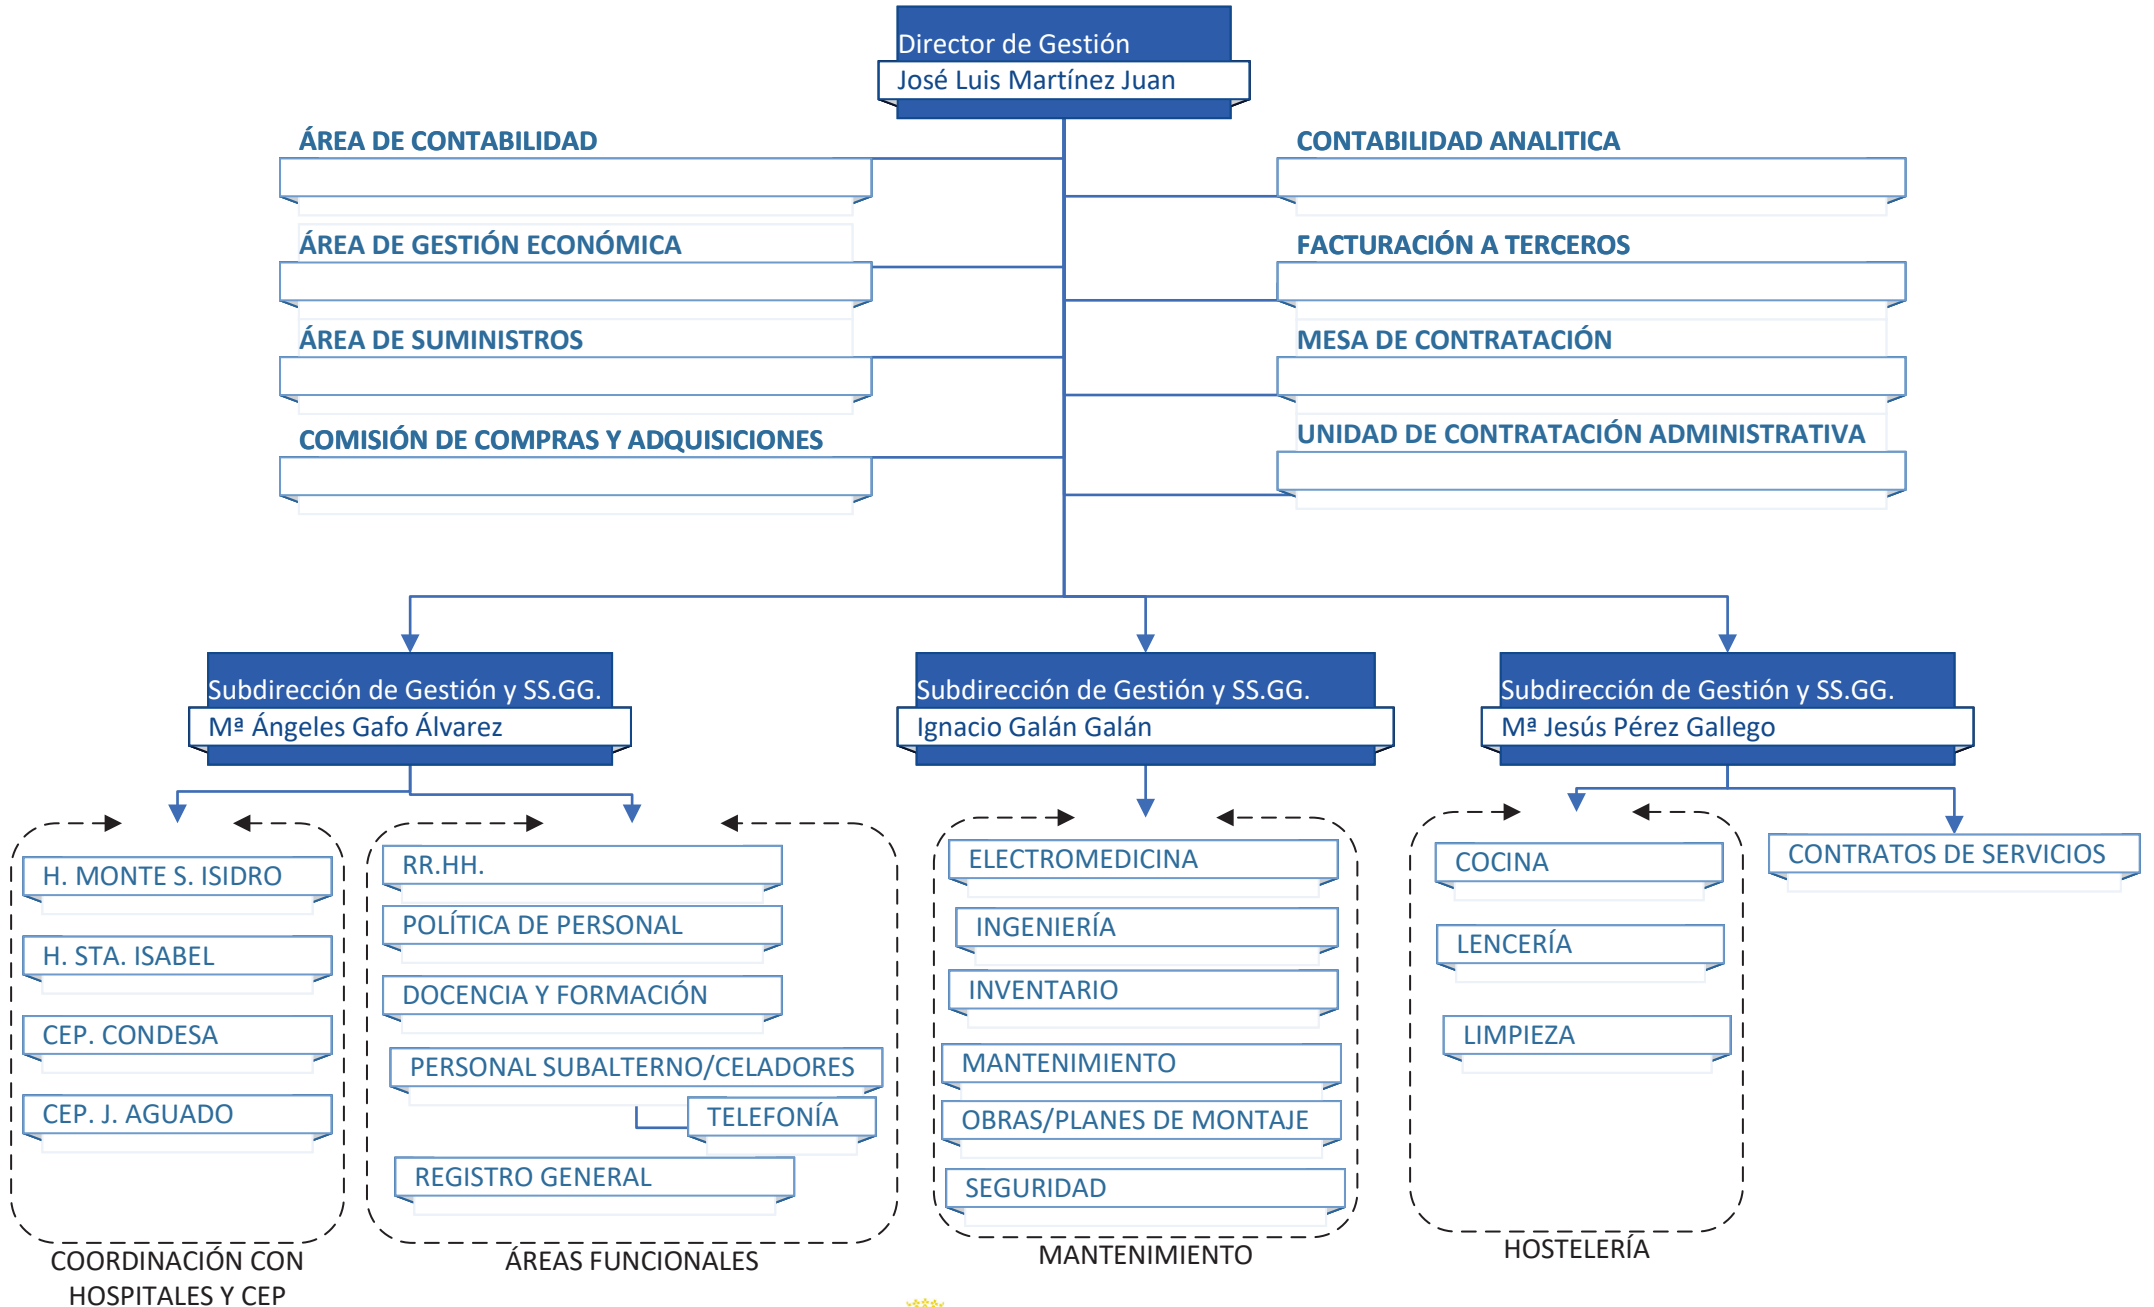 Director de Gestión
José Luis Martínez Juan
ÁREA DE CONTABILIDAD
CONTABILIDAD ANALITICA
ÁREA DE GESTIÓN ECONÓMICA
FACTURACIÓN A TERCEROS
ÁREA DE SUMINISTROS
MESA DE CONTRATACIÓN
COMISIÓN DE COMPRAS Y ADQUISICIONES
UNIDAD DE CONTRATACIÓN ADMINISTRATIVA
Subdirección de Gestión y SS.GG.
Mª Ángeles Gafo Álvarez
Subdirección de Gestión y SS.GG.
Ignacio Galán Galán
Subdirección de Gestión y SS.GG.
Mª Jesús Pérez Gallego
H. MONTE S. ISIDRO
H. STA. ISABEL
CEP. CONDESA
CEP. J. AGUADO
COORDINACIÓN CON
HOSPITALES Y CEP
RR.HH.
POLÍTICA DE PERSONAL
DOCENCIA Y FORMACIÓN
PERSONAL SUBALTERNO/CELADORES
TELEFONÍA
REGISTRO GENERAL
ÁREAS FUNCIONALES
ELECTROMEDICINA
INGENIERÍA
INVENTARIO
MANTENIMIENTO
OBRAS/PLANES DE MONTAJE
SEGURIDAD
MANTENIMIENTO
COCINA
LENCERÍA
LIMPIEZA
HOSTELERÍA
CONTRATOS DE SERVICIOS